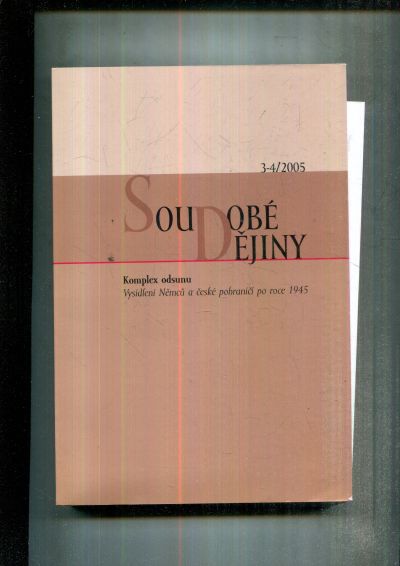 3-4/2005
SOUDOBÉ
DĚJINY
Komplex odsunu
Vysídlení Němců a české pohraničí po roce 1945